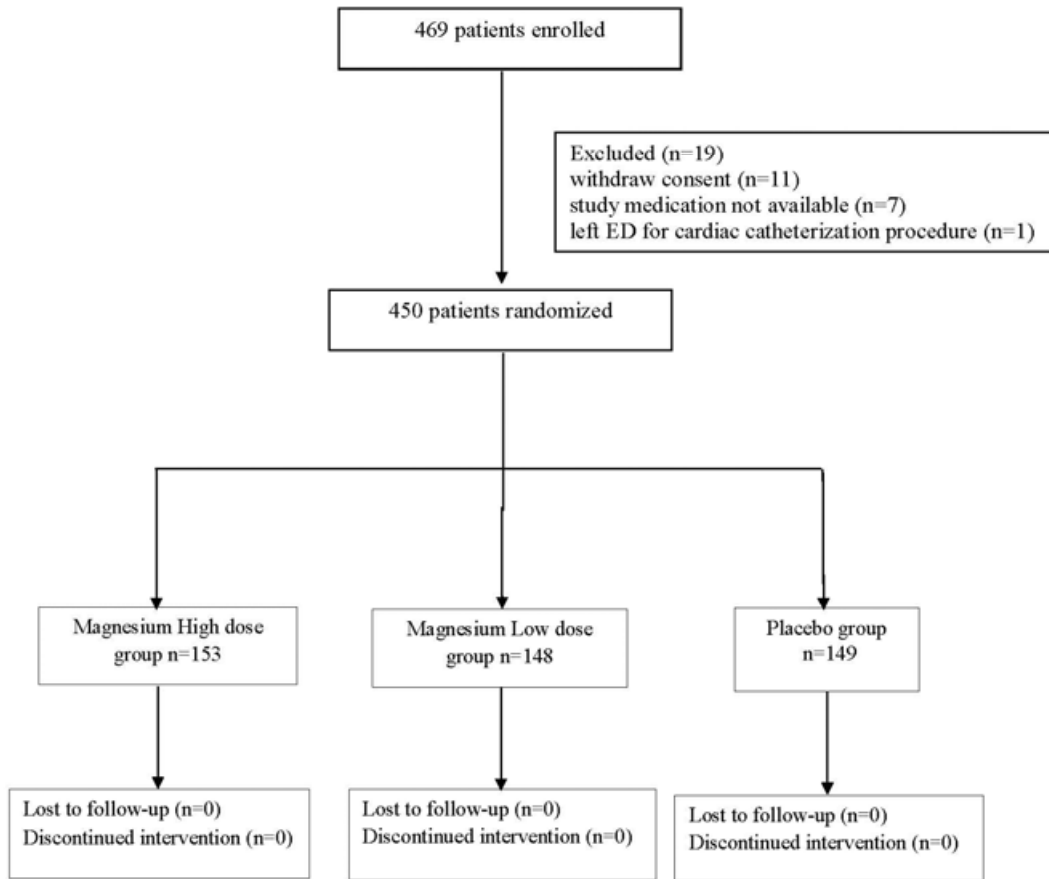 469 patients enrolled
Excluded (n=19)
withdraw consent (n=11)
study medication not available (n=7)
left ED for cardiac catheterization procedure (n=1)
450 patients randomized
Magnesium High dose
group n=153
Magnesium Low dose
group n=148
Placebo group
n=149
Lost to follow-up (n=0)
Discontinued intervention (n=0)
Lost to follow-up (n=0)
Discontinued intervention (n=0)
Lost to follow-up (n=0)
Discontinued intervention (n=0)